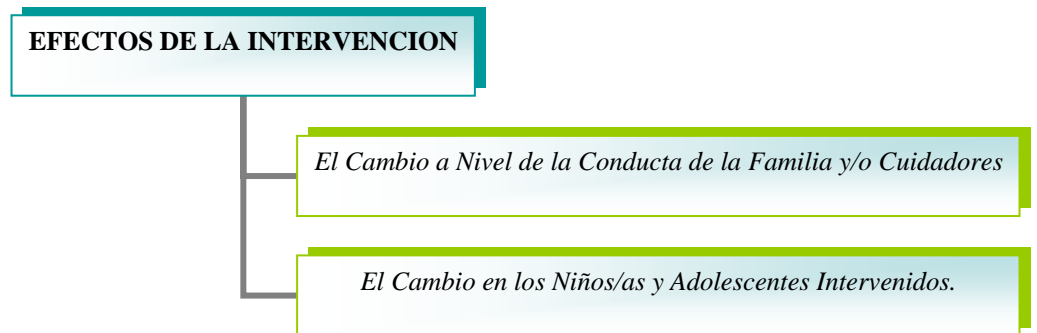 EFECTOS DE LA INTERVENCION
El Cambio a Nivel de la Conducta de la Familia y/o Cuidadores
El Cambio en los Niños/as y Adolescentes Intervenidos.